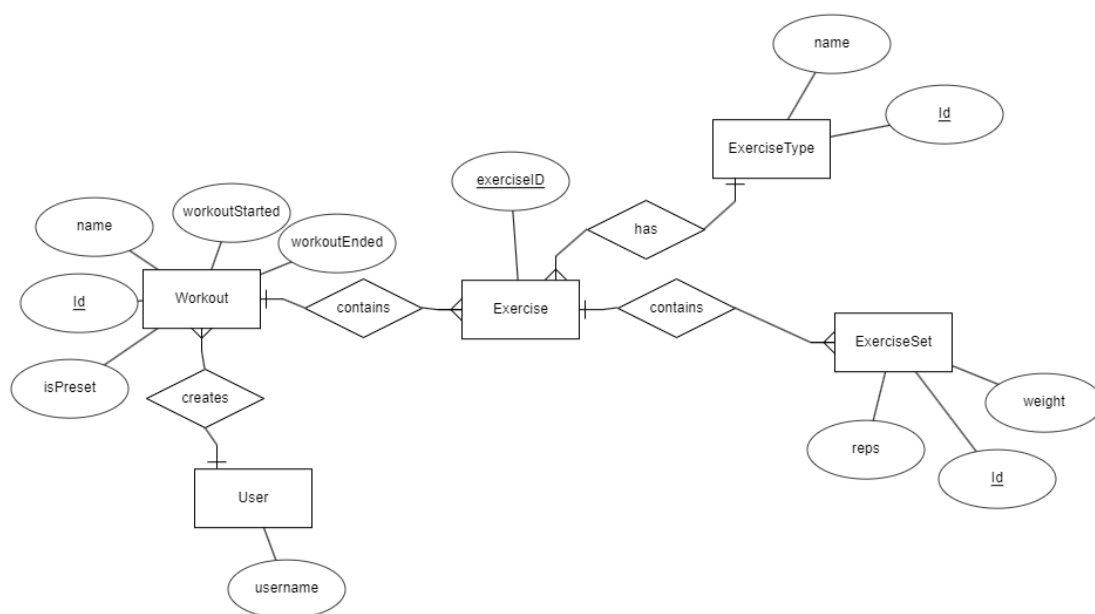 name
Id
ExerciseType
exerciseID
has
workoutStarted
name
workoutEnded
Id
Workout
contains
Exercise
contains
ExerciseSet
isPreset
creates
weight
reps
Id
User
username